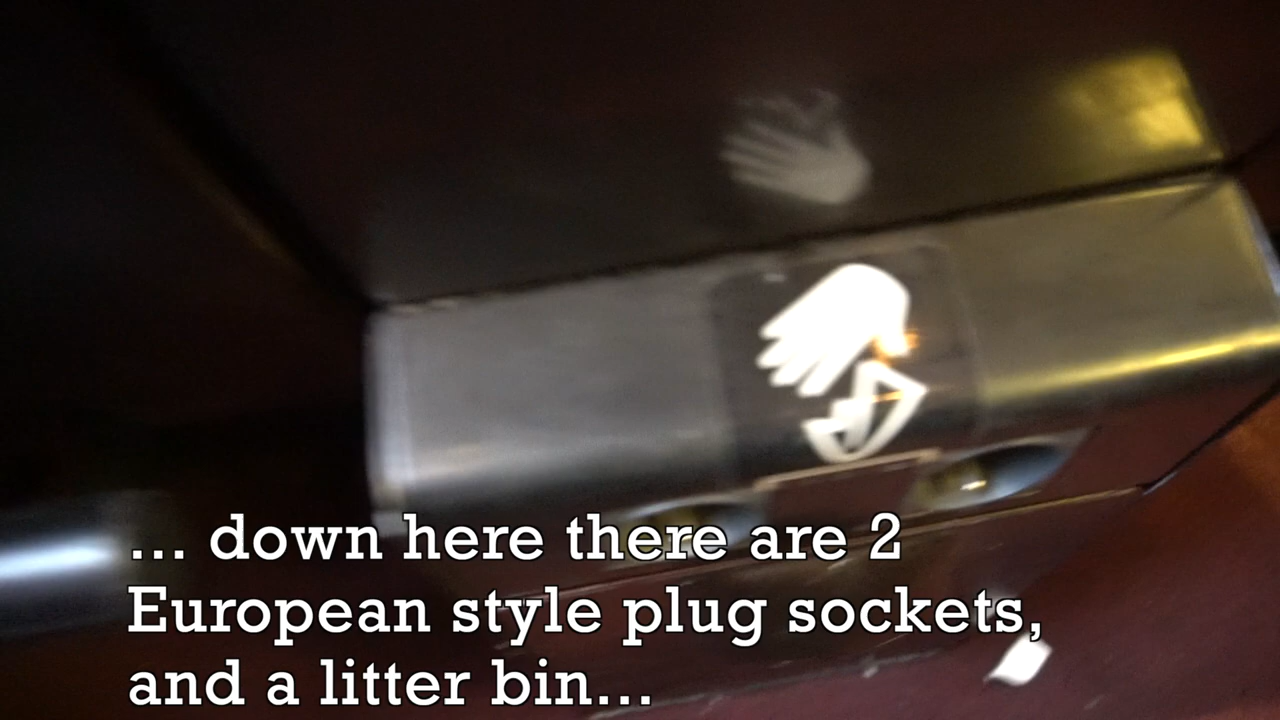 ... down here there are 2
European style plug sockets,
and a litter bin...